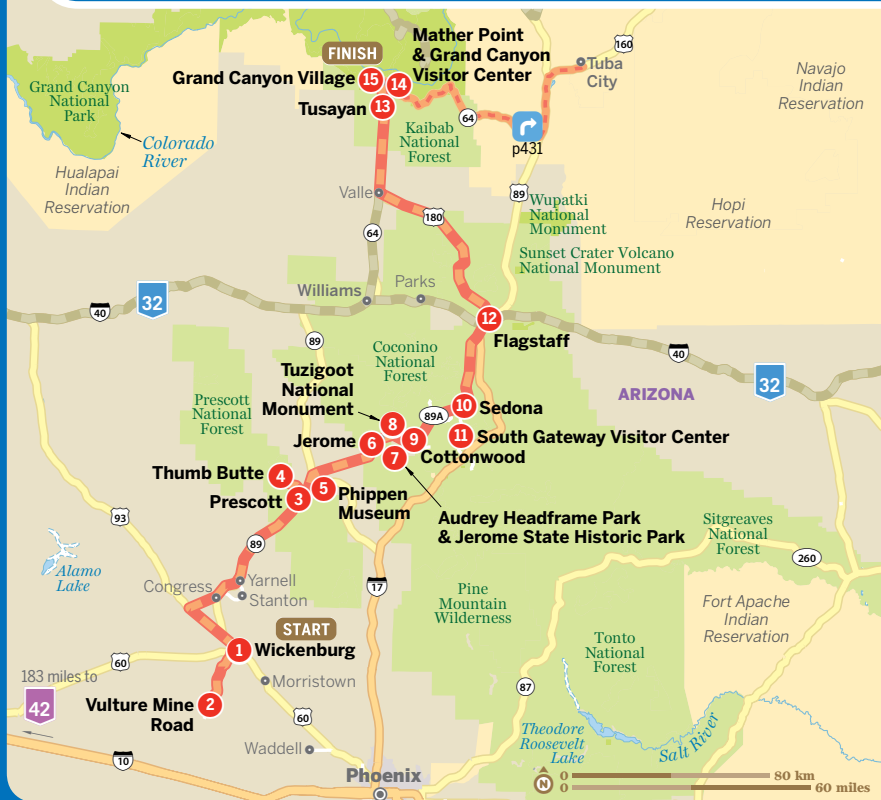 FINISH
Mather Point
& Grand Canyon
Visitor Center
Grand Canyon Village 15
14
Tusayan 13
160
Tuba
City
Navajo
Indian
Reservation
Grand Canyon
National
Park
Colorado
River
Hualapai
Indian
Reservation
Kaibab
National
Forest
64
p431
Valle
180
89
Wupatki
National
Monument
Hopi
Reservation
64
Sunset Crater Volcano
National Monument
Williams
Parks
40
32
12
Flagstaff
89
Coconino
National
Forest
40
32
ARIZONA
Tuzigoot
National
Monument
Prescott
National
Forest
89A
10 Sedona
8
Jerome 6
9
11 South Gateway Visitor Center
7
Cottonwood
Thumb Butte 4
Prescott 3
5 Phippen
Museum
Audrey Headframe Park
& Jerome State Historic Park
93
89
Sitgreaves
National
Forest
260
Alamo
Lake
Congress
Yarnell
Stanton
17
Pine
Mountain
Wilderness
Fort Apache
Indian
Reservation
START
1 Wickenburg
Tonto
National
Forest
60
183 miles to
42
Morristown
87
Vulture Mine
Road
2
60
Theodore
Roosevelt
Lake
Salt River
Waddell
10
Phoenix
N
0 80 km
0 60 miles